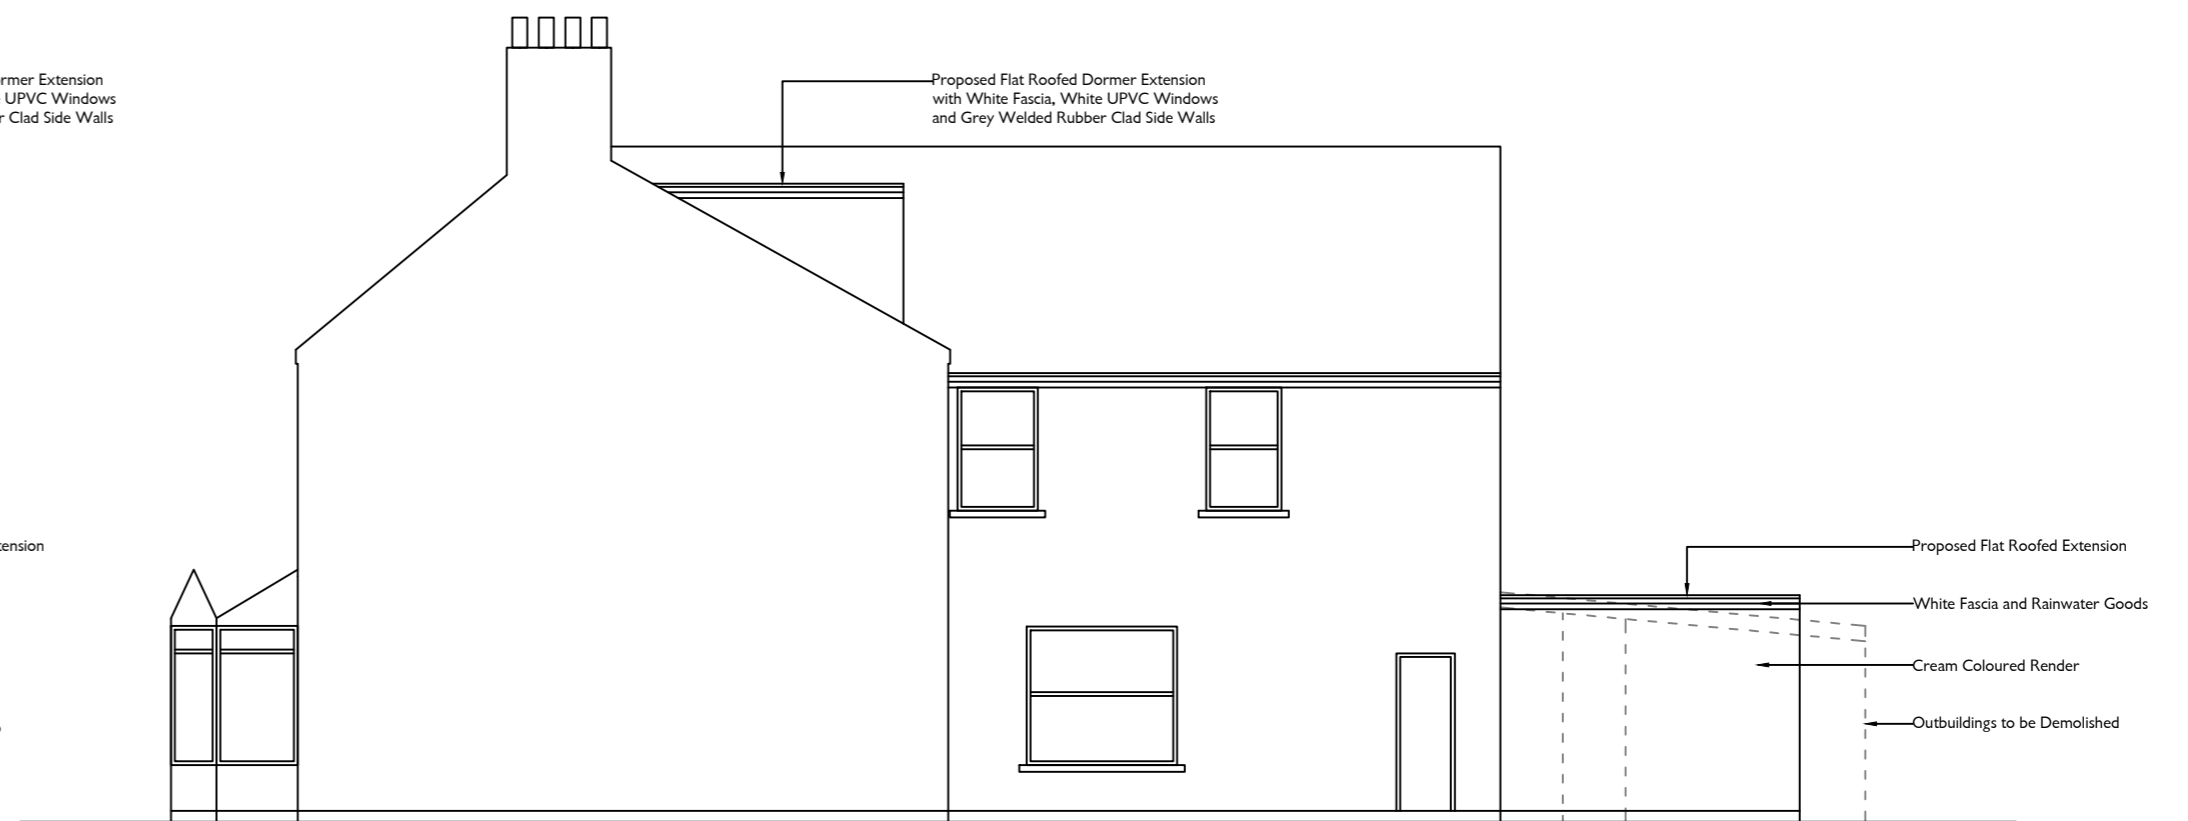 rmer Extension
UPVC Windows
r Clad Side Walls
Proposed Flat Roofed Dormer Extension
with White Fascia, White UPVC Windows
and Grey Welded Rubber Clad Side Walls
tension
Proposed Flat Roofed Extension
White Fascia and Rainwater Goods
Cream Coloured Render
Outbuildings to be Demolished